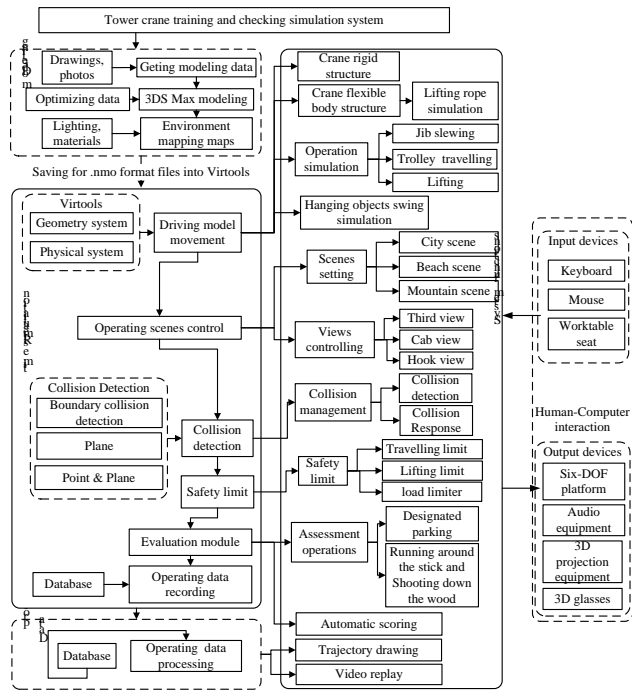 Tower crane training and checking simulation system
Drawings,
photos
Geting modeling data
Optimizing data
3DS Max modeling
Lighting,
materials
Environment
mapping maps
Saving for .nmo format files into Virtools
Virtools
Geometry system
Physical system
Driving model
movement
Operating scenes control
Collision Detection
Boundary collision
detection
Plane
Point & Plane
Collision
detection
Safety limit
Evaluation module
Database
Operating data
recording
Database
Operating data
processing
Crane rigid
structure
Crane flexible
body structure
Lifting rope
simulation
Operation
simulation
Jib slewing
Trolley travelling
Lifting
Hanging objects swing
simulation
Scenes
setting
City scene
Beach scene
Mountain scene
Views
controlling
Third view
Cab view
Hook view
Collision
management
Collision
detection
Collision
Response
Safety
limit
Travelling limit
Lifting limit
load limiter
Assessment
operations
Designated
parking
Running around
the stick and
Shooting down
the wood
Automatic scoring
Trajectory drawing
Video replay
Input devices
Keyboard
Mouse
Worktable
seat
Human-Computer
interaction
Output devices
Six-DOF
platform
Audio
equipment
3D
projection
equipment
3D glasses